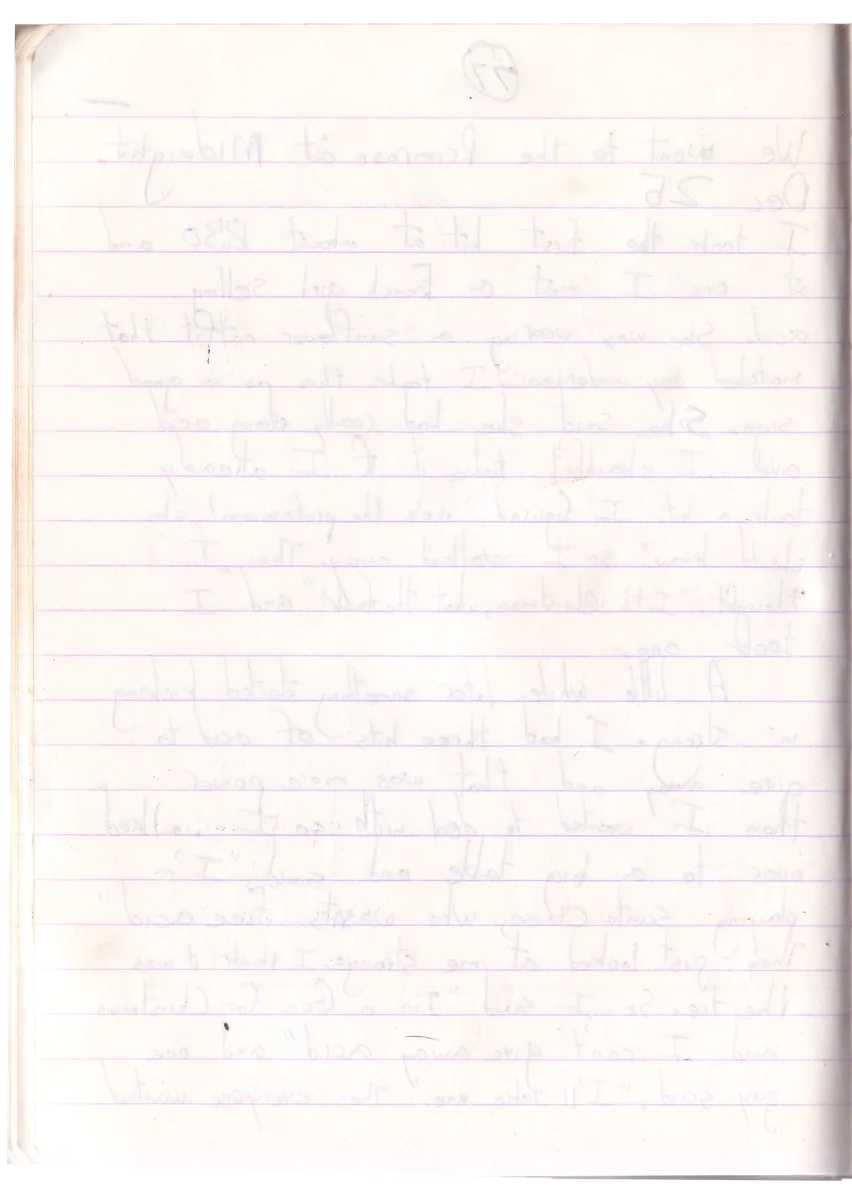 77
We went to the Primrose at Midnight.
Dec 25
I took the first hit at about 12:30 and
at one I met a French girl selling
acid. She was wearing a sunflower outfit that
matched my underwear. I took this as a good
sign. She said she had really strong acid
and I shouldn't take it if I already
took a hit. I figured, "she's the professional, she
should know" so I walked away. Then I
thought, "It's Christmas, what the hell" and I
took one.
A little while later something started kicking
in strong. I had three hits of acid to
give away and that was more power
than I wanted to deal with so I walked
over to a big table and said, "I'm
playing Santa Claus, who wants free acid"
They just looked at me strange. I think it was
the tie. So I said "I'm in Goa for Christmas
and I can't give away acid" and one
guy said, "I'll take one." Then everyone wanted